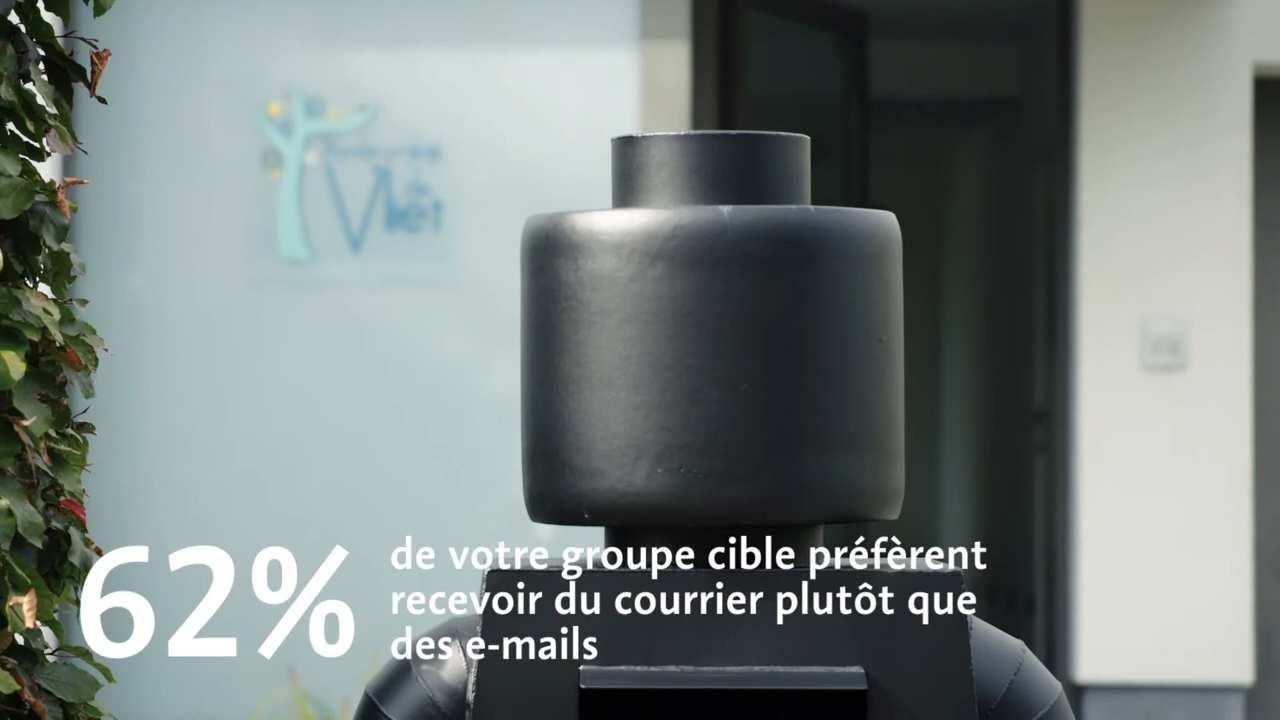 Vliet
62%
de votre groupe cible préfèrent
recevoir du courrier plutôt que
des e-mails